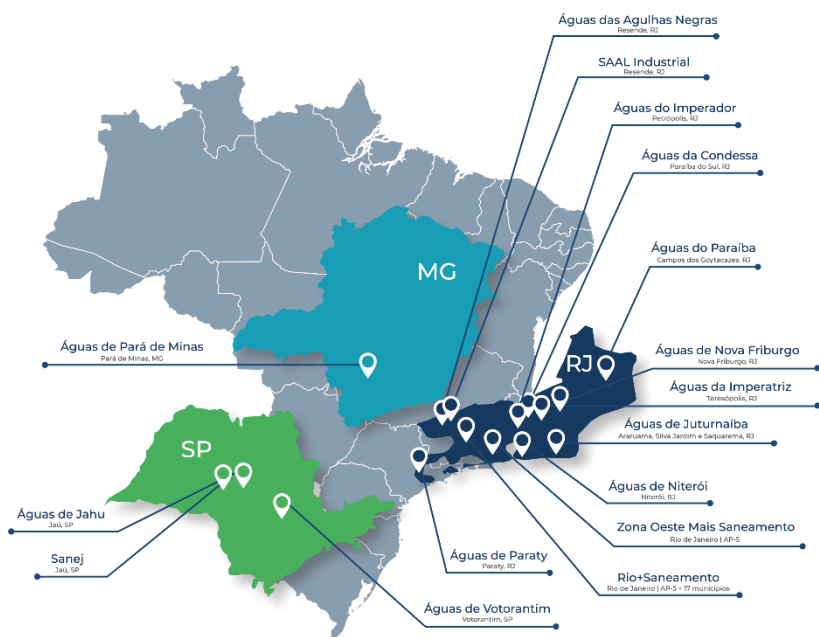 Águas das Agulhas Negras
Resende, RJ
SAAL Industrial
Resende, RJ
Águas do Imperador
Petrópolis, RJ
Águas da Condessa
Paraíba do Sul, RJ
MG
Águas do Paraíba
Campos dos Goytacazes, RJ
Águas de Pará de Minas
Pará de Minas, MG
RJ
Águas de Nova Friburgo
Nova Friburgo, RJ
Águas da Imperatriz
Teresópolis, RJ
Águas de Juturnaíba
Araruama, Silva Jardim e Saquarema, RJ
SP
Águas de Niterói
Niterói, RJ
Águas de Jahu
Jaú, SP
Zona Oeste Mais Saneamento
Rio de Janeiro | AP-5
Sanej
Jaú, SP
Águas de Paraty
Paraty, RJ
Rio+Saneamento
Rio de Janeiro | AP-5 + 17 municípios
Águas de Votorantim
Votorantim, SP